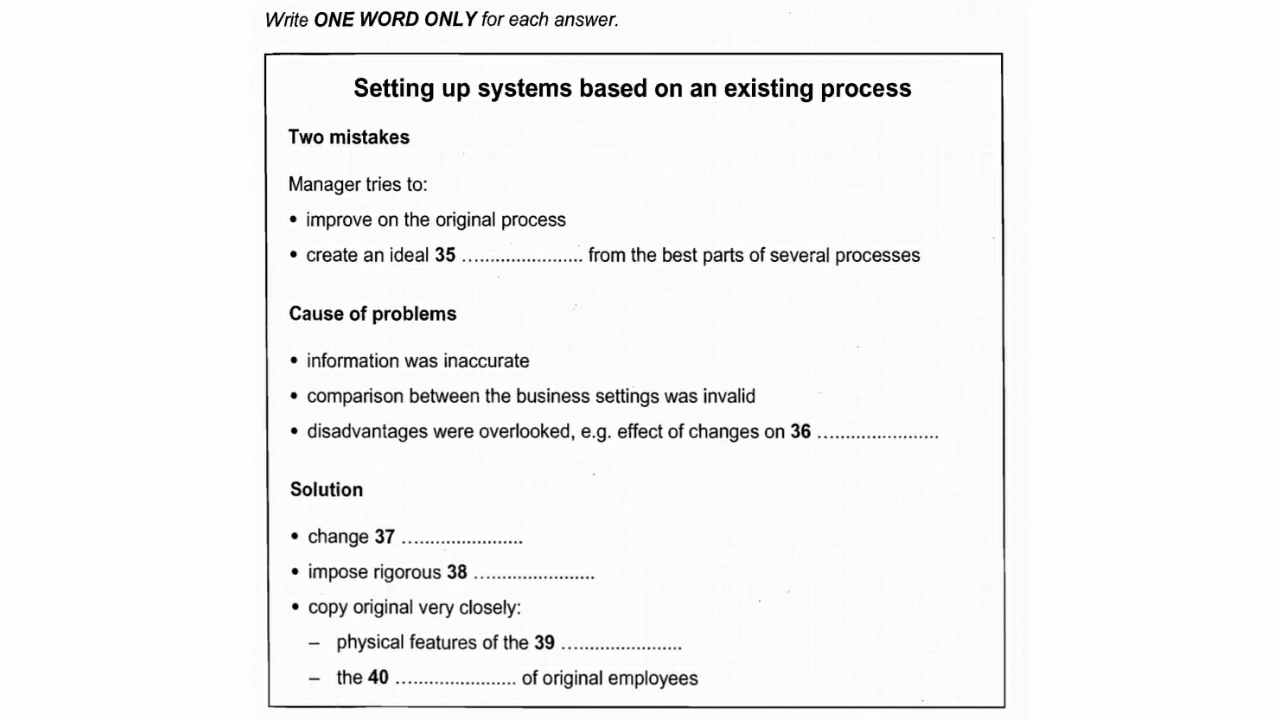 Write ONE WORD ONLY for each answer.
Setting up systems based on an existing process
Two mistakes
Manager tries to:
• improve on the original process
• create an ideal 35 ....................... from the best parts of several processes
Cause of problems
• information was inaccurate
• comparison between the business settings was invalid
• disadvantages were overlooked, e.g. effect of changes on 36 .......................
Solution
• change 37 .......................
• impose rigorous 38 .......................
• copy original very closely:
– physical features of the 39 .......................
– the 40 ....................... of original employees